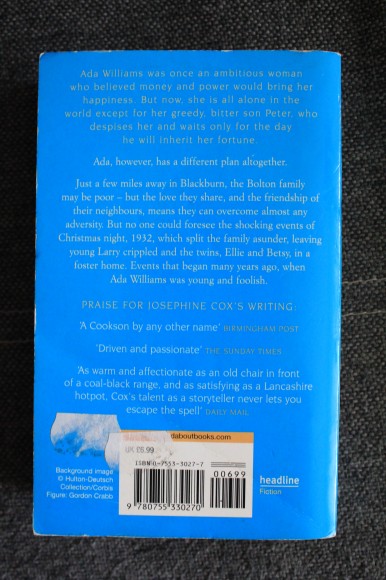 Ada Williams was once an ambitious woman
who believed money and power would bring her
happiness. But now, she is all alone in the
world except for her greedy, bitter son Peter, who
despises her and waits only for the day
he will inherit her fortune.
Ada, however, has a different plan altogether.
Just a few miles away in Blackburn, the Bolton family
may be poor – but the love they share, and the friendship of
their neighbours, means they can overcome almost any
adversity. But no one could foresee the shocking events of
Christmas night, 1932, which split the family asunder, leaving
young Larry crippled and the twins, Ellie and Betsy, in a
foster home. Events that began many years ago, when
Ada Williams was young and foolish.
PRAISE FOR JOSEPHINE COX'S WRITING:
'A Cookson by any other name' BIRMINGHAM POST
'Driven and passionate' THE SUNDAY TIMES
'As warm and affectionate as an old chair in front
of a coal-black range, and as satisfying as a Lancashire
hotpot, Cox's talent as a storyteller never lets you
escape the spell' DAILY MAIL
daboutbooks.com
UK £6.99
ISBN 0-7553-3027-7
00699
9 780755 330270
Background image
© Hulton-Deutsch
Collection/Corbis
Figure: Gordon Crabb
headline
Fiction